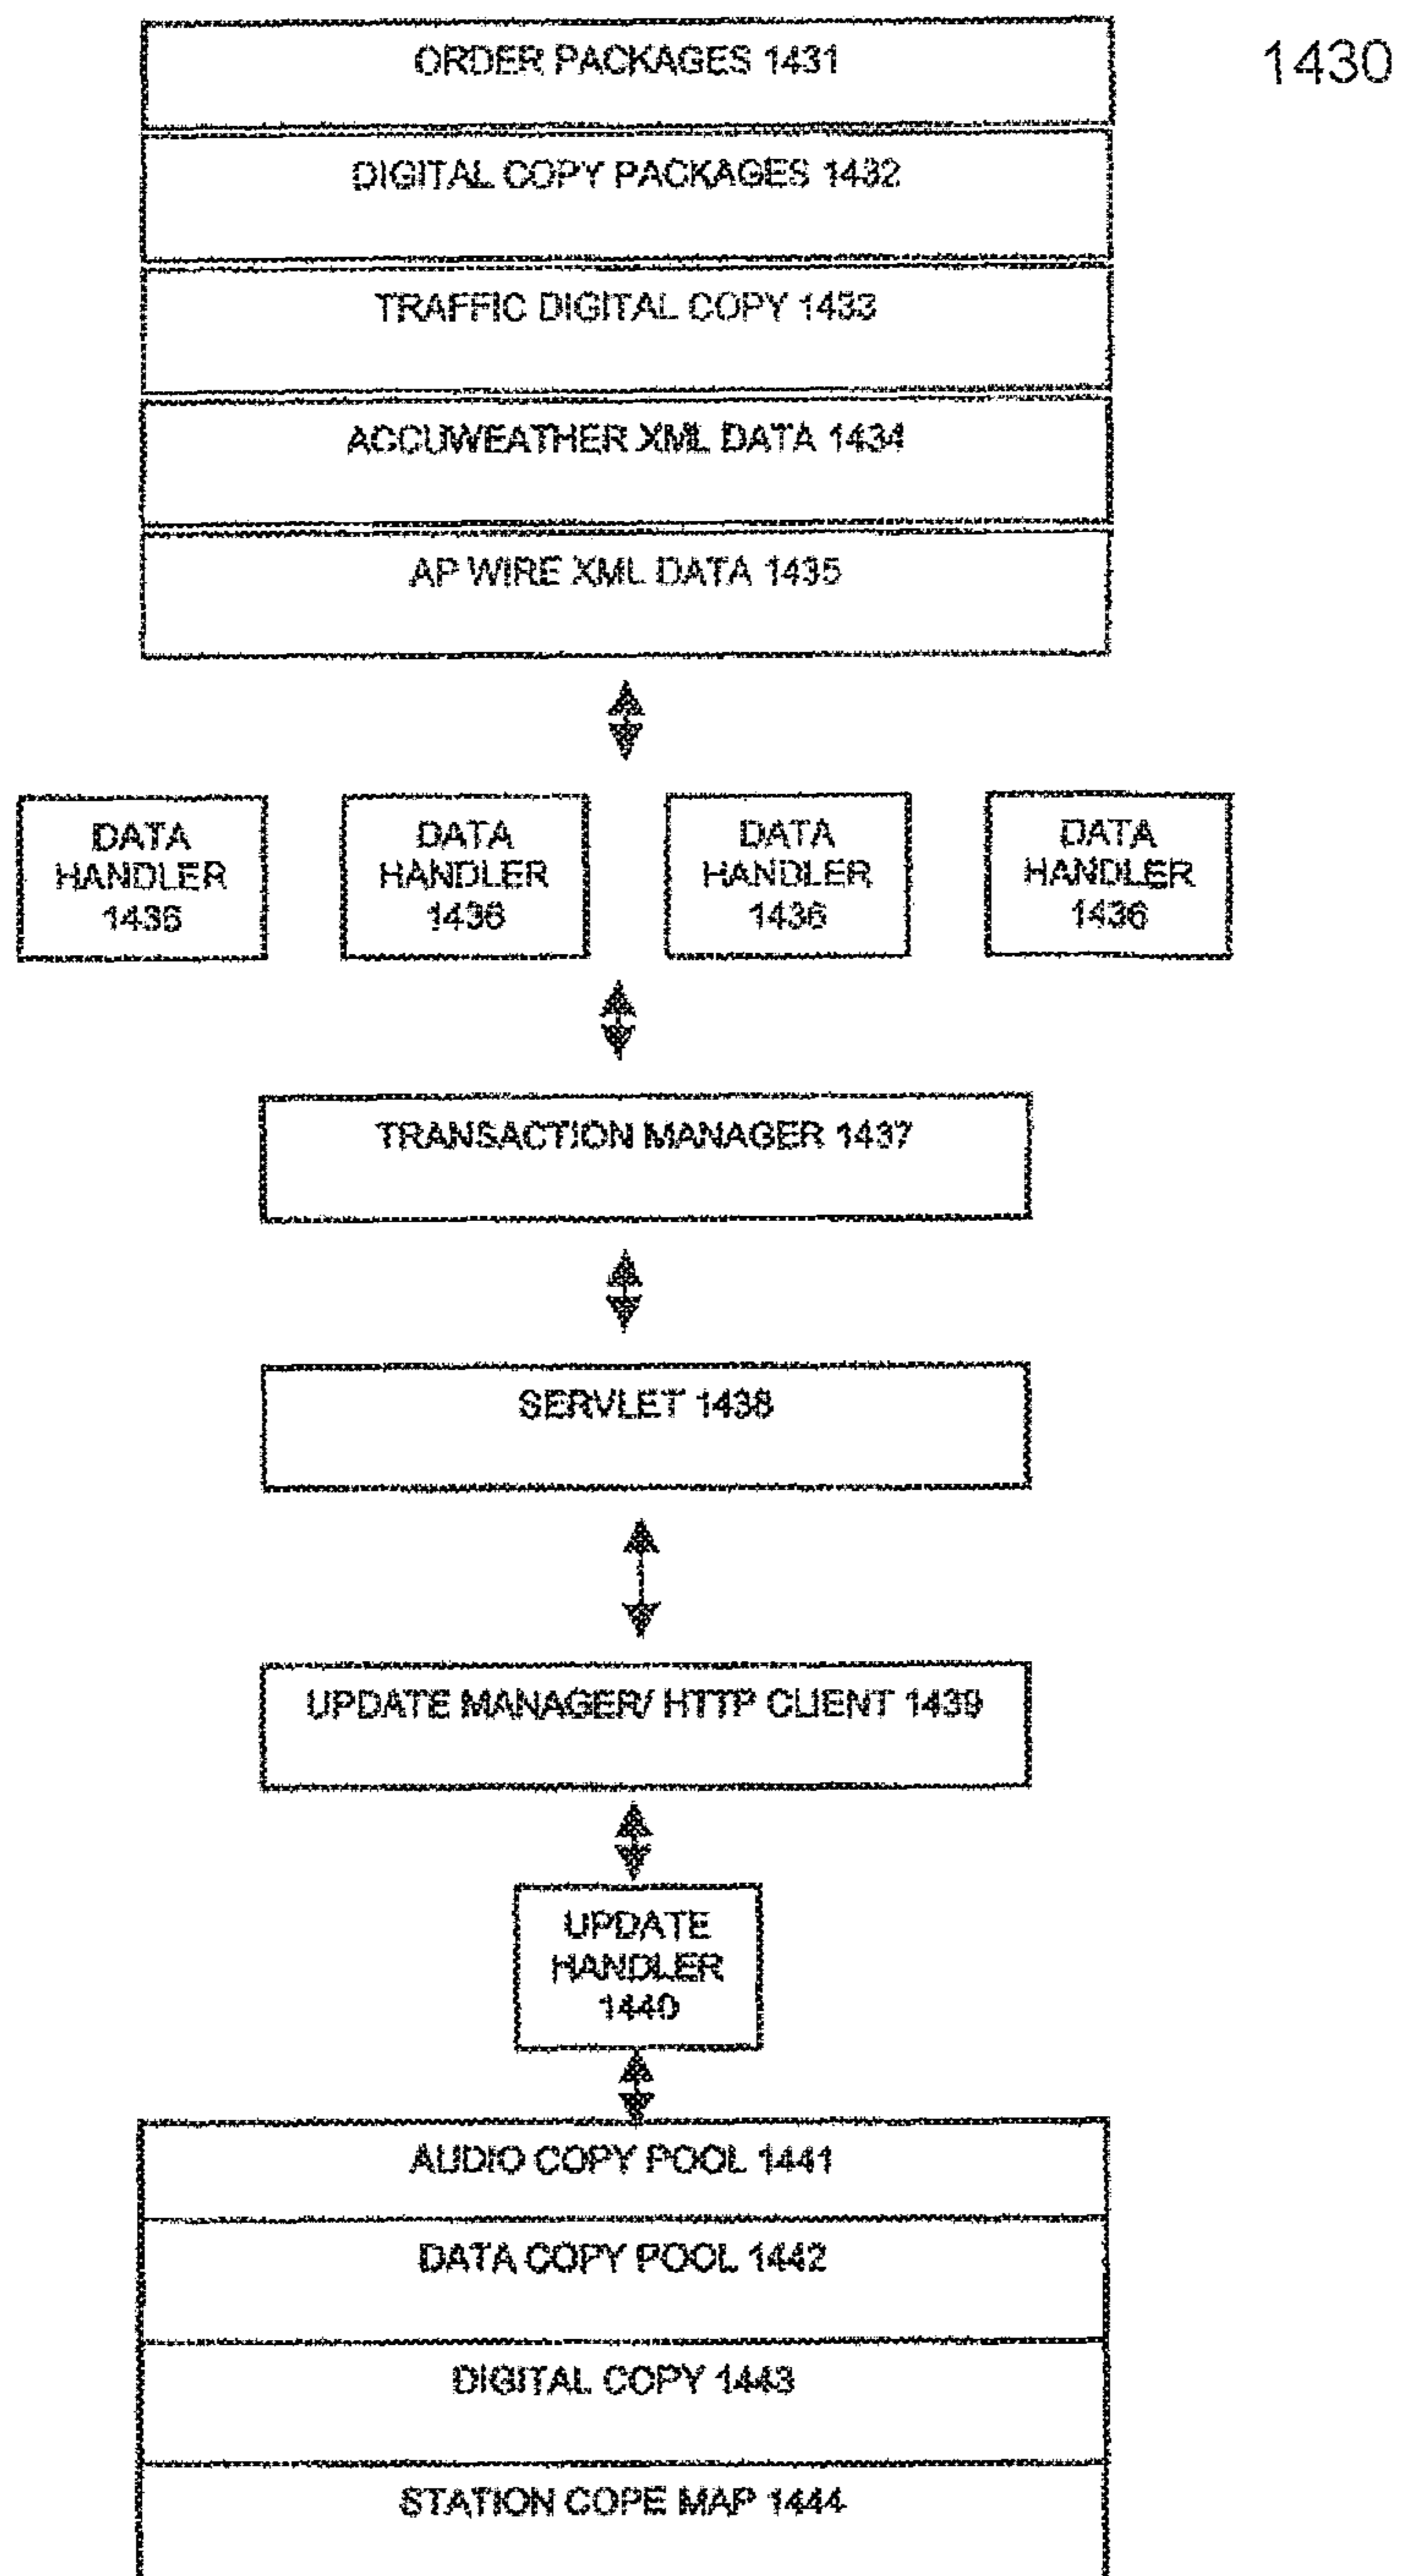 1430
ORDER PACKAGES 1431
DIGITAL COPY PACKAGES 1432
TRAFFIC DIGITAL COPY 1433
ACCUWEATHER XML DATA 1434
AP WIRE XML DATA 1435
DATA
HANDLER
1436
DATA
HANDLER
1436
DATA
HANDLER
1436
DATA
HANDLER
1436
TRANSACTION MANAGER 1437
SERVLET 1438
UPDATE MANAGER/ HTTP CLIENT 1439
UPDATE
HANDLER
1440
AUDIO COPY POOL 1441
DATA COPY POOL 1442
DIGITAL COPY 1443
STATION COPE MAP 1444